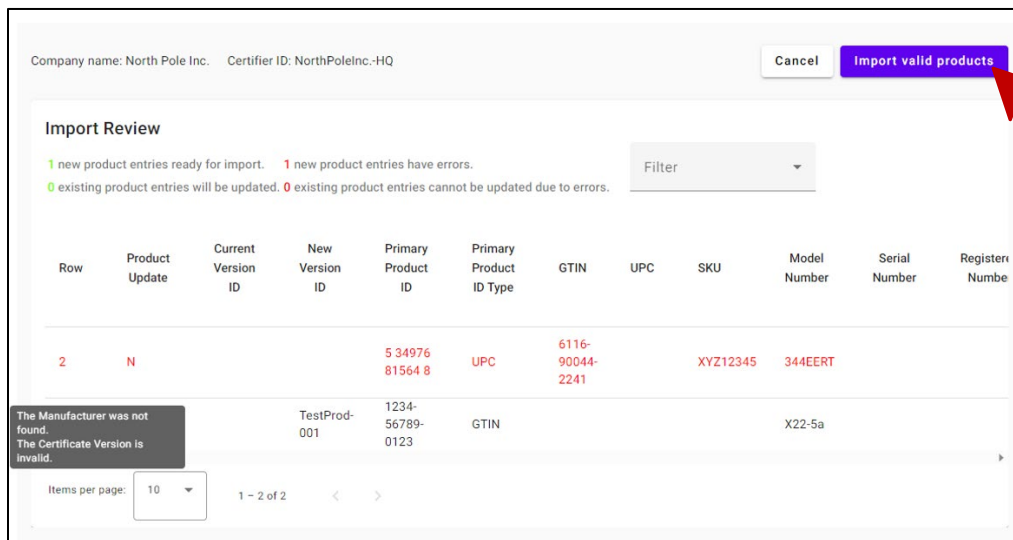 Company name: North Pole Inc. Certifier ID: NorthPoleInc.-HQ Cancel Import valid products
Import Review
1 new product entries ready for import. 1 new product entries have errors.
0 existing product entries will be updated. 0 existing product entries cannot be updated due to errors.
Filter
Row Product Update Current Version ID New Version ID Primary Product ID Primary Product ID Type GTIN UPC SKU Model Number Serial Number Registere Numbe
2 N 5 34976 81564 8 UPC 6116-90044-2241 XYZ12345 344EERT
The Manufacturer was not
found.
The Certificate Version is
invalid.
TestProd-001 1234-56789-0123 GTIN X22-5a
Items per page: 10 1 – 2 of 2